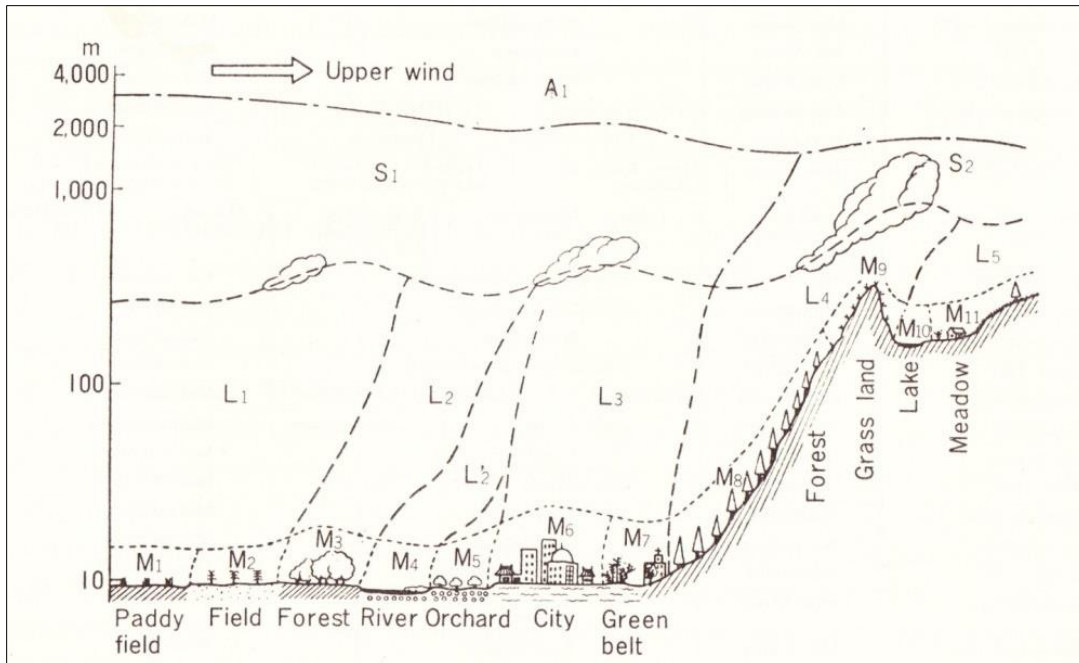 m
4,000
Upper wind
A1
2,000
S1
S2
1,000
M9
L5
L4
M10
M11
100
L1
L2
L3
Forest
Grass land
Lake
Meadow
L'2
M8
M1
M2
M3
M4
M5
M6
M7
10
Paddy field
Field
Forest
River
Orchard
City
Green belt